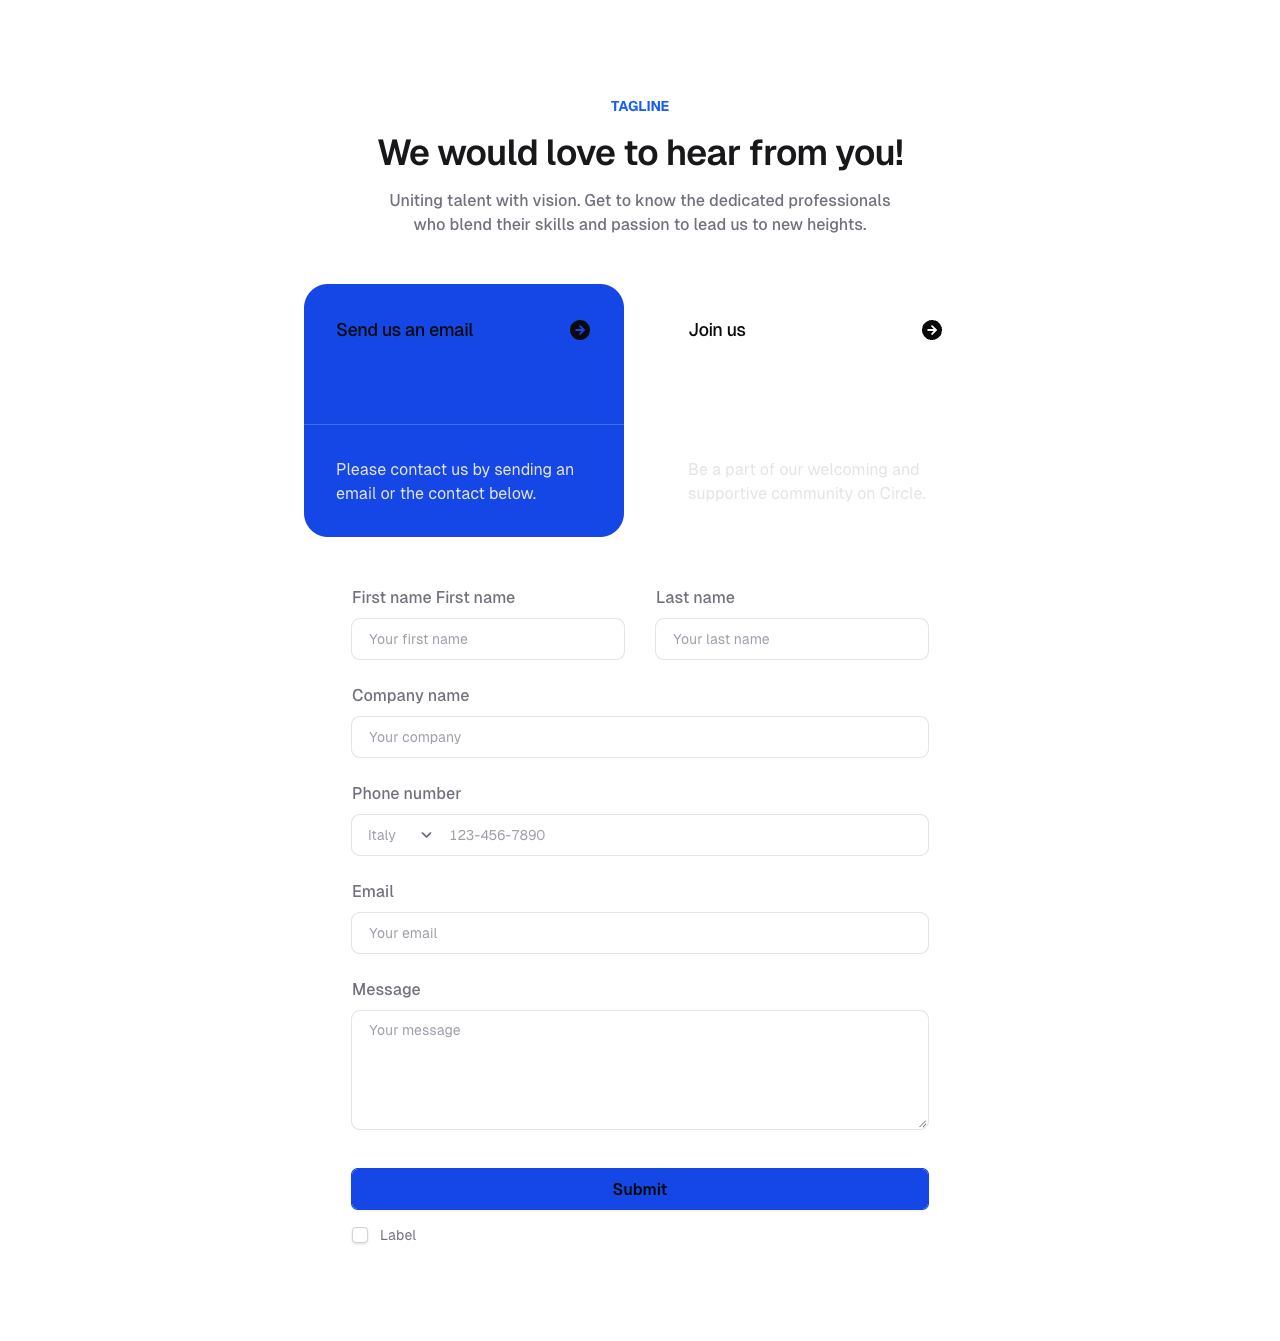 TAGLINE
We would love to hear from you!
Uniting talent with vision. Get to know the dedicated professionals
who blend their skills and passion to lead us to new heights.
Send us an email
Please contact us by sending an
email or the contact below.
Join us
Be a part of our welcoming and
supportive community on Circle.
First name First name
Your first name
Last name
Your last name
Company name
Your company
Phone number
Italy 123-456-7890
Email
Your email
Message
Your message
Submit
Label